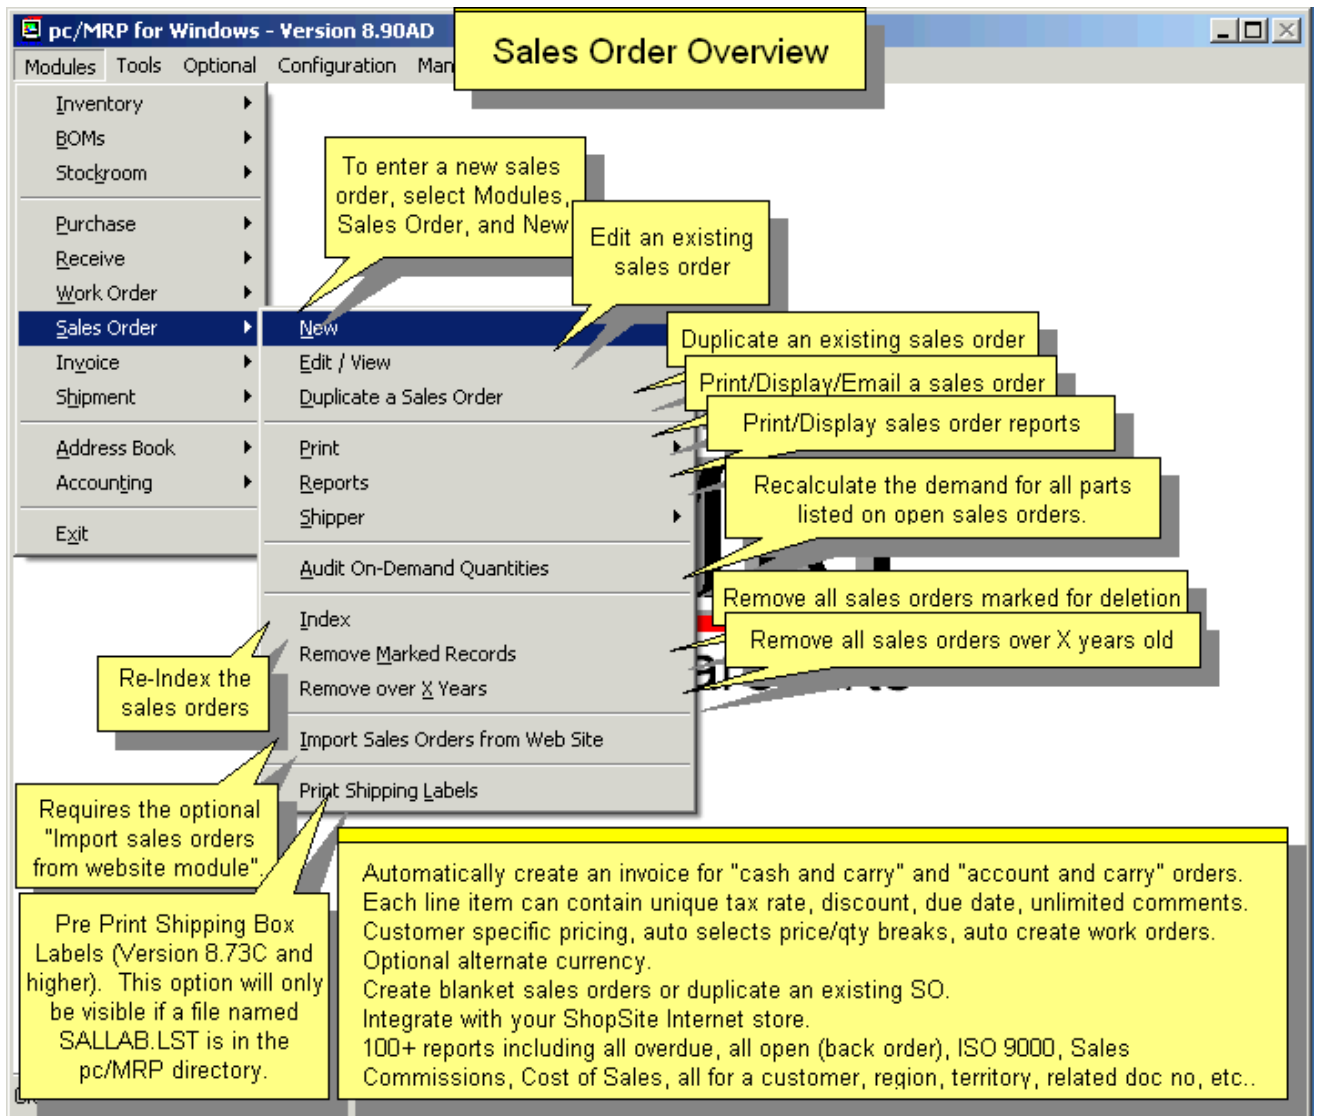 pc/MRP for Windows - Version 8.90AD
Sales Order Overview
Modules Tools Optional Configuration Man
Inventory
BOMs
Stockroom
Purchase
Receive
Work Order
Sales Order
Invoice
Shipment
Address Book
Accounting
Exit
To enter a new sales
order, select Modules,
Sales Order, and New
Edit an existing
sales order
New
Edit / View
Duplicate a Sales Order
Print
Reports
Shipper
Audit On-Demand Quantities
Index
Remove Marked Records
Remove over X Years
Import Sales Orders from Web Site
Print Shipping Labels
Duplicate an existing sales order
Print/Display/Email a sales order
Print/Display sales order reports
Recalculate the demand for all parts
listed on open sales orders.
Remove all sales orders marked for deletion
Remove all sales orders over X years old
Re-Index the
sales orders
Requires the optional
"Import sales orders
from website module".
Pre Print Shipping Box
Labels (Version 8.73C and
higher). This option will only
be visible if a file named
SALLAB.LST is in the
pc/MRP directory.
Automatically create an invoice for "cash and carry" and "account and carry" orders.
Each line item can contain unique tax rate, discount, due date, unlimited comments.
Customer specific pricing, auto selects price/qty breaks, auto create work orders.
Optional alternate currency.
Create blanket sales orders or duplicate an existing SO.
Integrate with your ShopSite Internet store.
100+ reports including all overdue, all open (back order), ISO 9000, Sales
Commissions, Cost of Sales, all for a customer, region, territory, related doc no, etc..